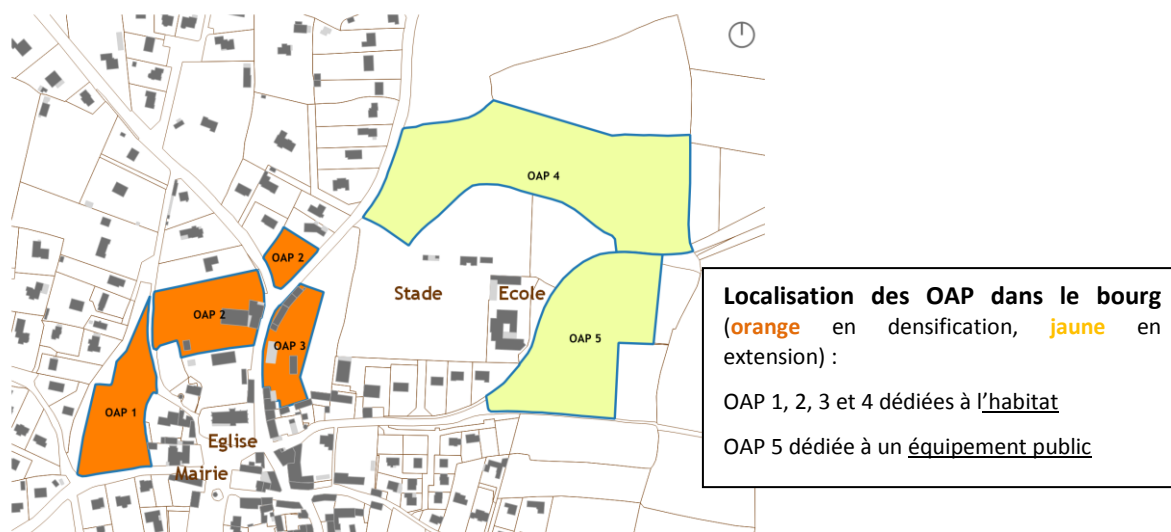 OAP 4
OAP 2
Stade
Ecole
OAP 2
OAP 3
OAP 5
OAP 1
Eglise
Mairie
Localisation des OAP dans le bourg
(orange en densification, jaune en
extension) :
OAP 1, 2, 3 et 4 dédiées à l'habitat
OAP 5 dédiée à un équipement public